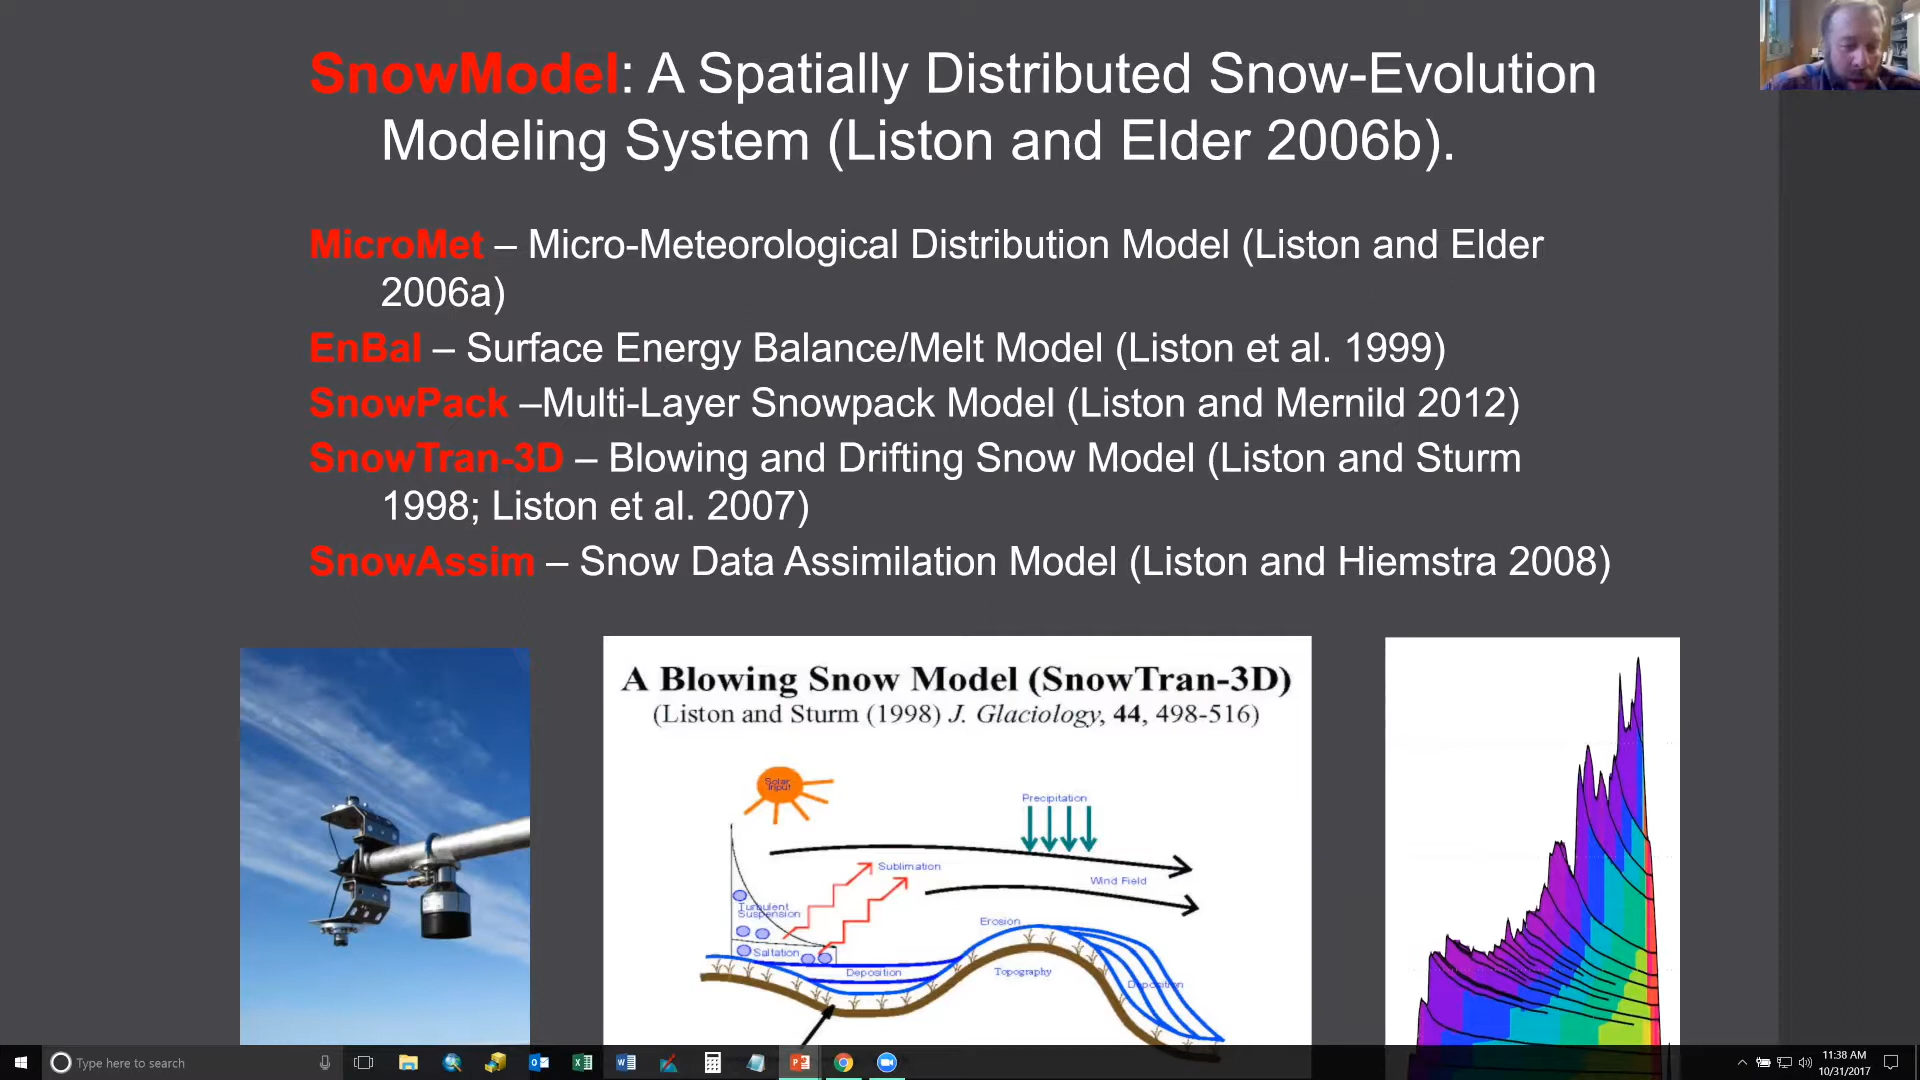 SnowModel: A Spatially Distributed Snow-Evolution
Modeling System (Liston and Elder 2006b).
MicroMet – Micro-Meteorological Distribution Model (Liston and Elder
2006a)
EnBal – Surface Energy Balance/Melt Model (Liston et al. 1999)
SnowPack –Multi-Layer Snowpack Model (Liston and Mernild 2012)
SnowTran-3D – Blowing and Drifting Snow Model (Liston and Sturm
1998; Liston et al. 2007)
SnowAssim – Snow Data Assimilation Model (Liston and Hiemstra 2008)
A Blowing Snow Model (SnowTran-3D)
(Liston and Sturm (1998) J. Glaciology, 44, 498-516)
Solar
Input
Precipitation
Sublimation
Wind Field
Turbulent
Suspension
Erosion
Saltation
Deposition
Topography
Deposition
Type here to search
11:38 AM
10/31/2017